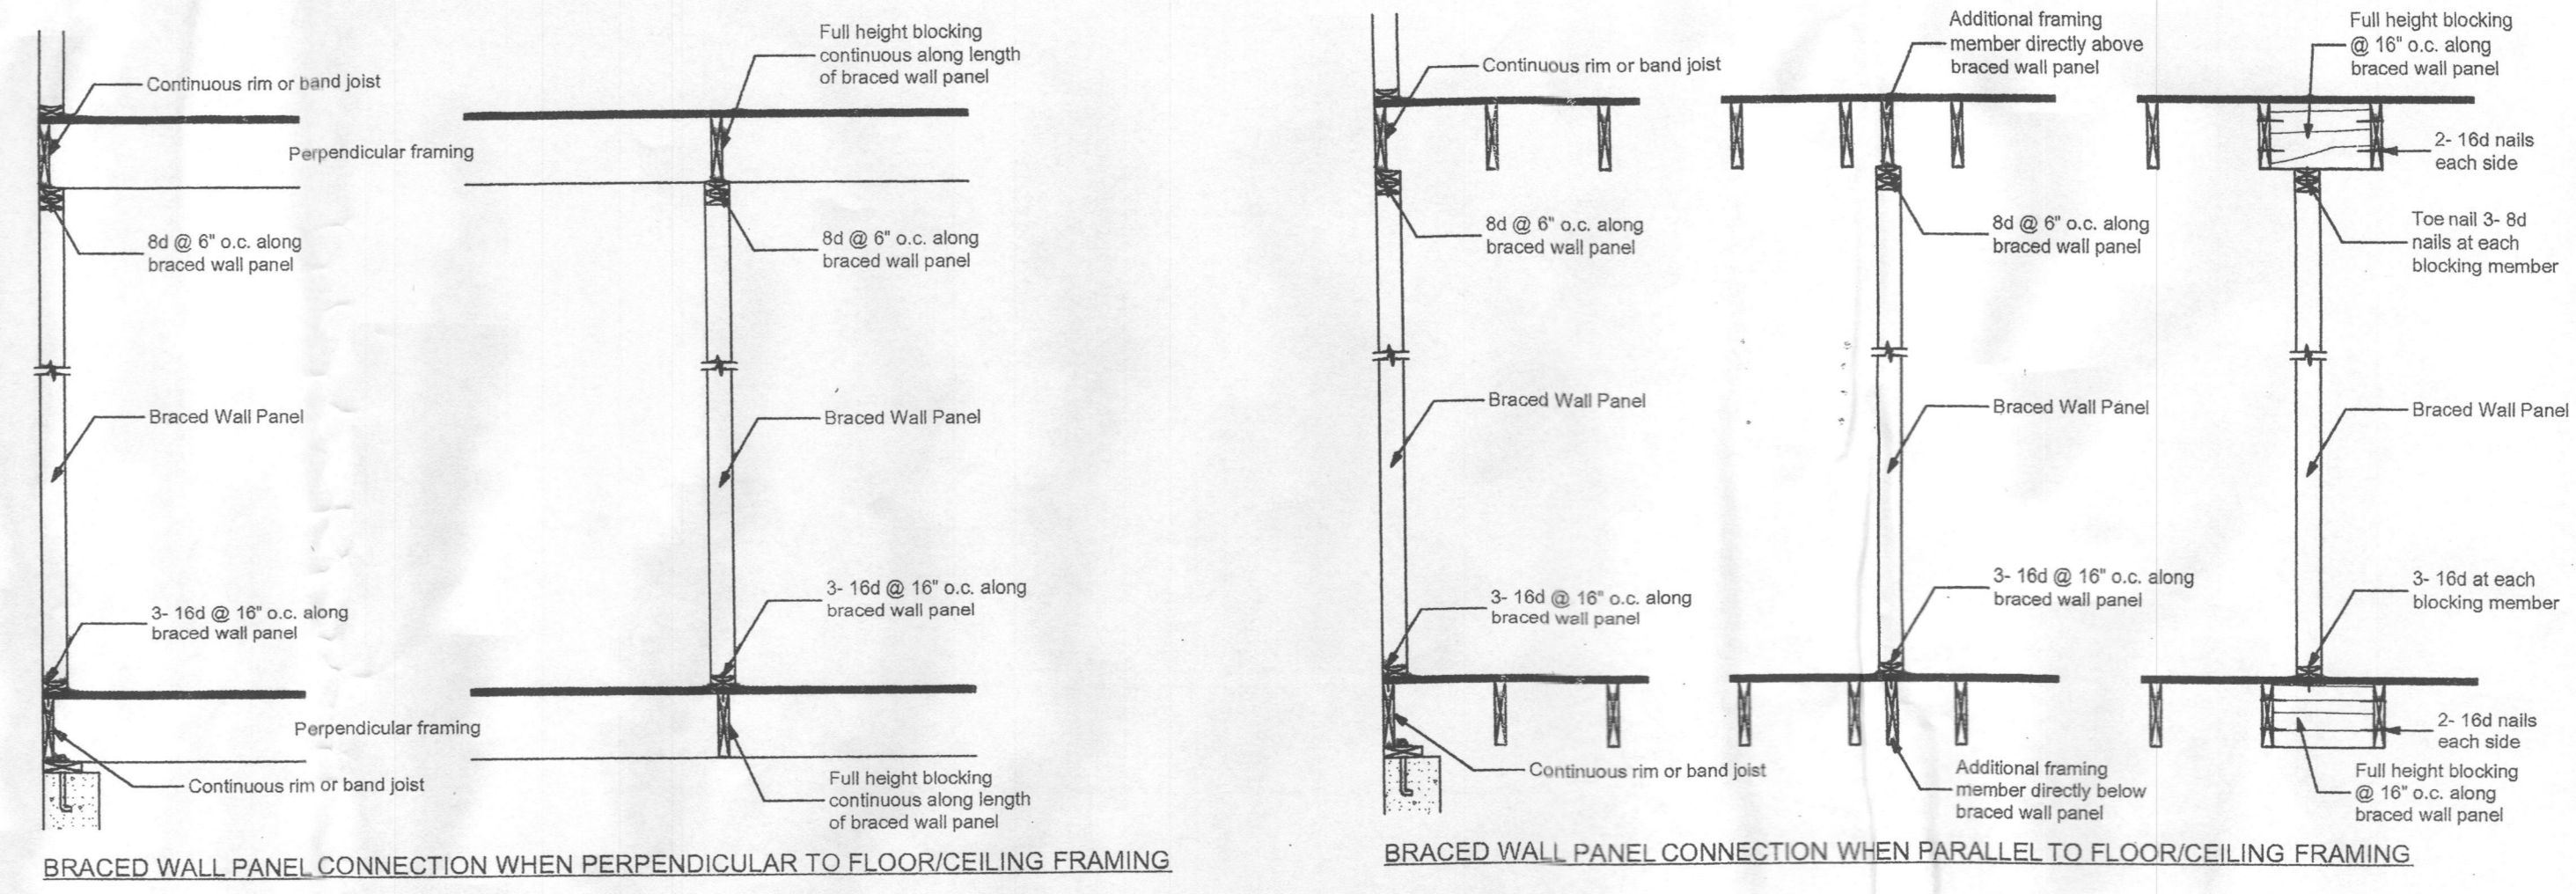 Full height blocking
continuous along length
of braced wall panel
Continuous rim or band joist
Perpendicular framing
8d @ 6" o.c. along
braced wall panel
8d @ 6" o.c. along
braced wall panel
Braced Wall Panel
Braced Wall Panel
3- 16d @ 16" o.c. along
braced wall panel
3- 16d @ 16" o.c. along
braced wall panel
Perpendicular framing
Continuous rim or band joist
Full height blocking
continuous along length
of braced wall panel
BRACED WALL PANEL CONNECTION WHEN PERPENDICULAR TO FLOOR/CEILING FRAMING
Continuous rim or band joist
Additional framing
member directly above
braced wall panel
Full height blocking
@ 16" o.c. along
braced wall panel
2- 16d nails
each side
8d @ 6" o.c. along
braced wall panel
8d @ 6" o.c. along
braced wall panel
Toe nail 3- 8d
nails at each
blocking member
Braced Wall Panel
Braced Wall Panel
Braced Wall Panel
3- 16d @ 16" o.c. along
braced wall panel
3- 16d @ 16" o.c. along
braced wall panel
3- 16d at each
blocking member
2- 16d nails
each side
Continuous rim or band joist
Additional framing
member directly below
braced wall panel
Full height blocking
@ 16" o.c. along
braced wall panel
BRACED WALL PANEL CONNECTION WHEN PARALLEL TO FLOOR/CEILING FRAMING